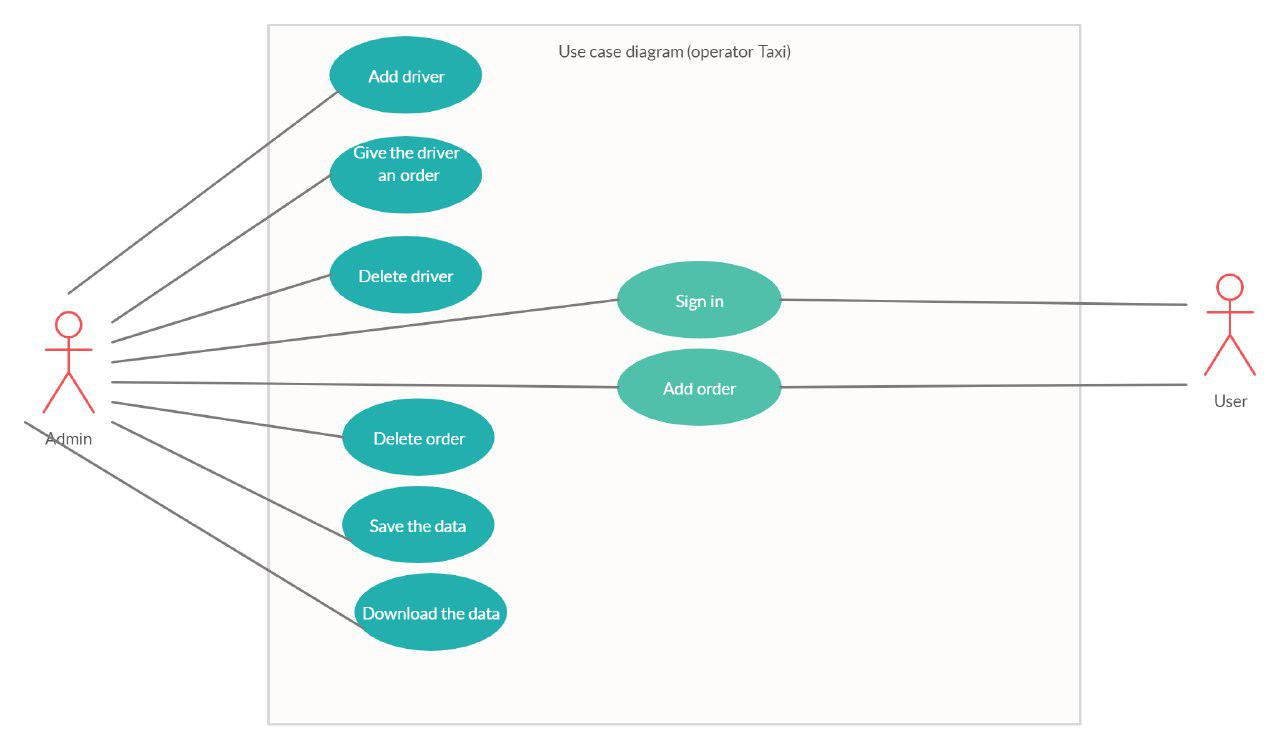 Use case diagram (operator Taxi)
Add driver
Give the driver
an order
Delete driver
Sign in
Add order
Delete order
Save the data
Download the data
Admin
User